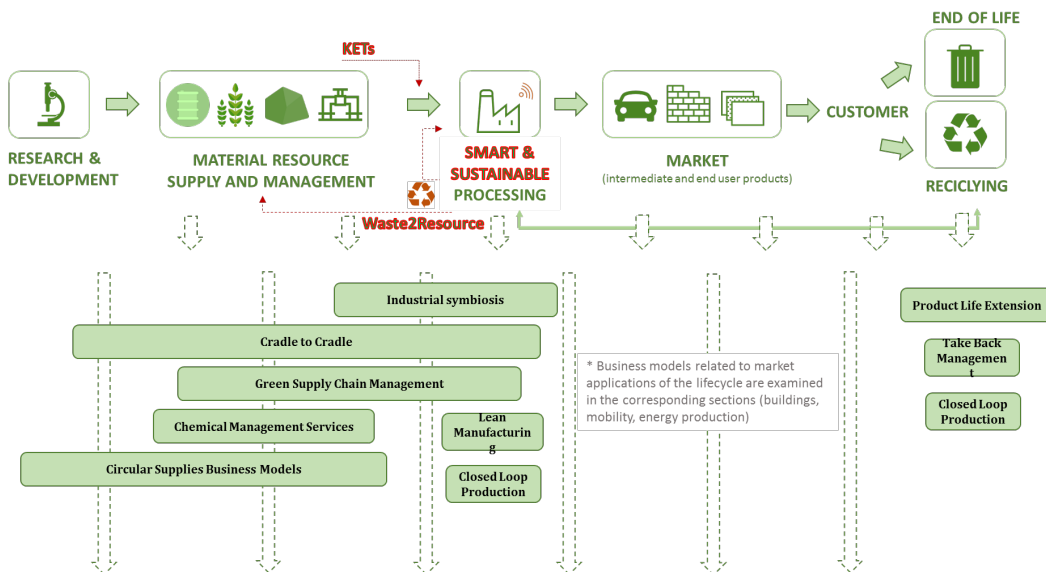 END OF LIFE
KETs
CUSTOMER
RESEARCH &
DEVELOPMENT
MATERIAL RESOURCE
SUPPLY AND MANAGEMENT
SMART &
SUSTAINABLE
PROCESSING
MARKET
(intermediate and end user products)
RECICLYING
Waste2Resource
Industrial symbiosis
Product Life Extension
Cradle to Cradle
Take Back
Managemen
t
* Business models related to market
applications of the lifecycle are examined
in the corresponding sections (buildings,
mobility, energy production)
Green Supply Chain Management
Closed Loop
Production
Chemical Management Services
Lean
Manufacturin
g
Circular Supplies Business Models
Closed Loop
Production